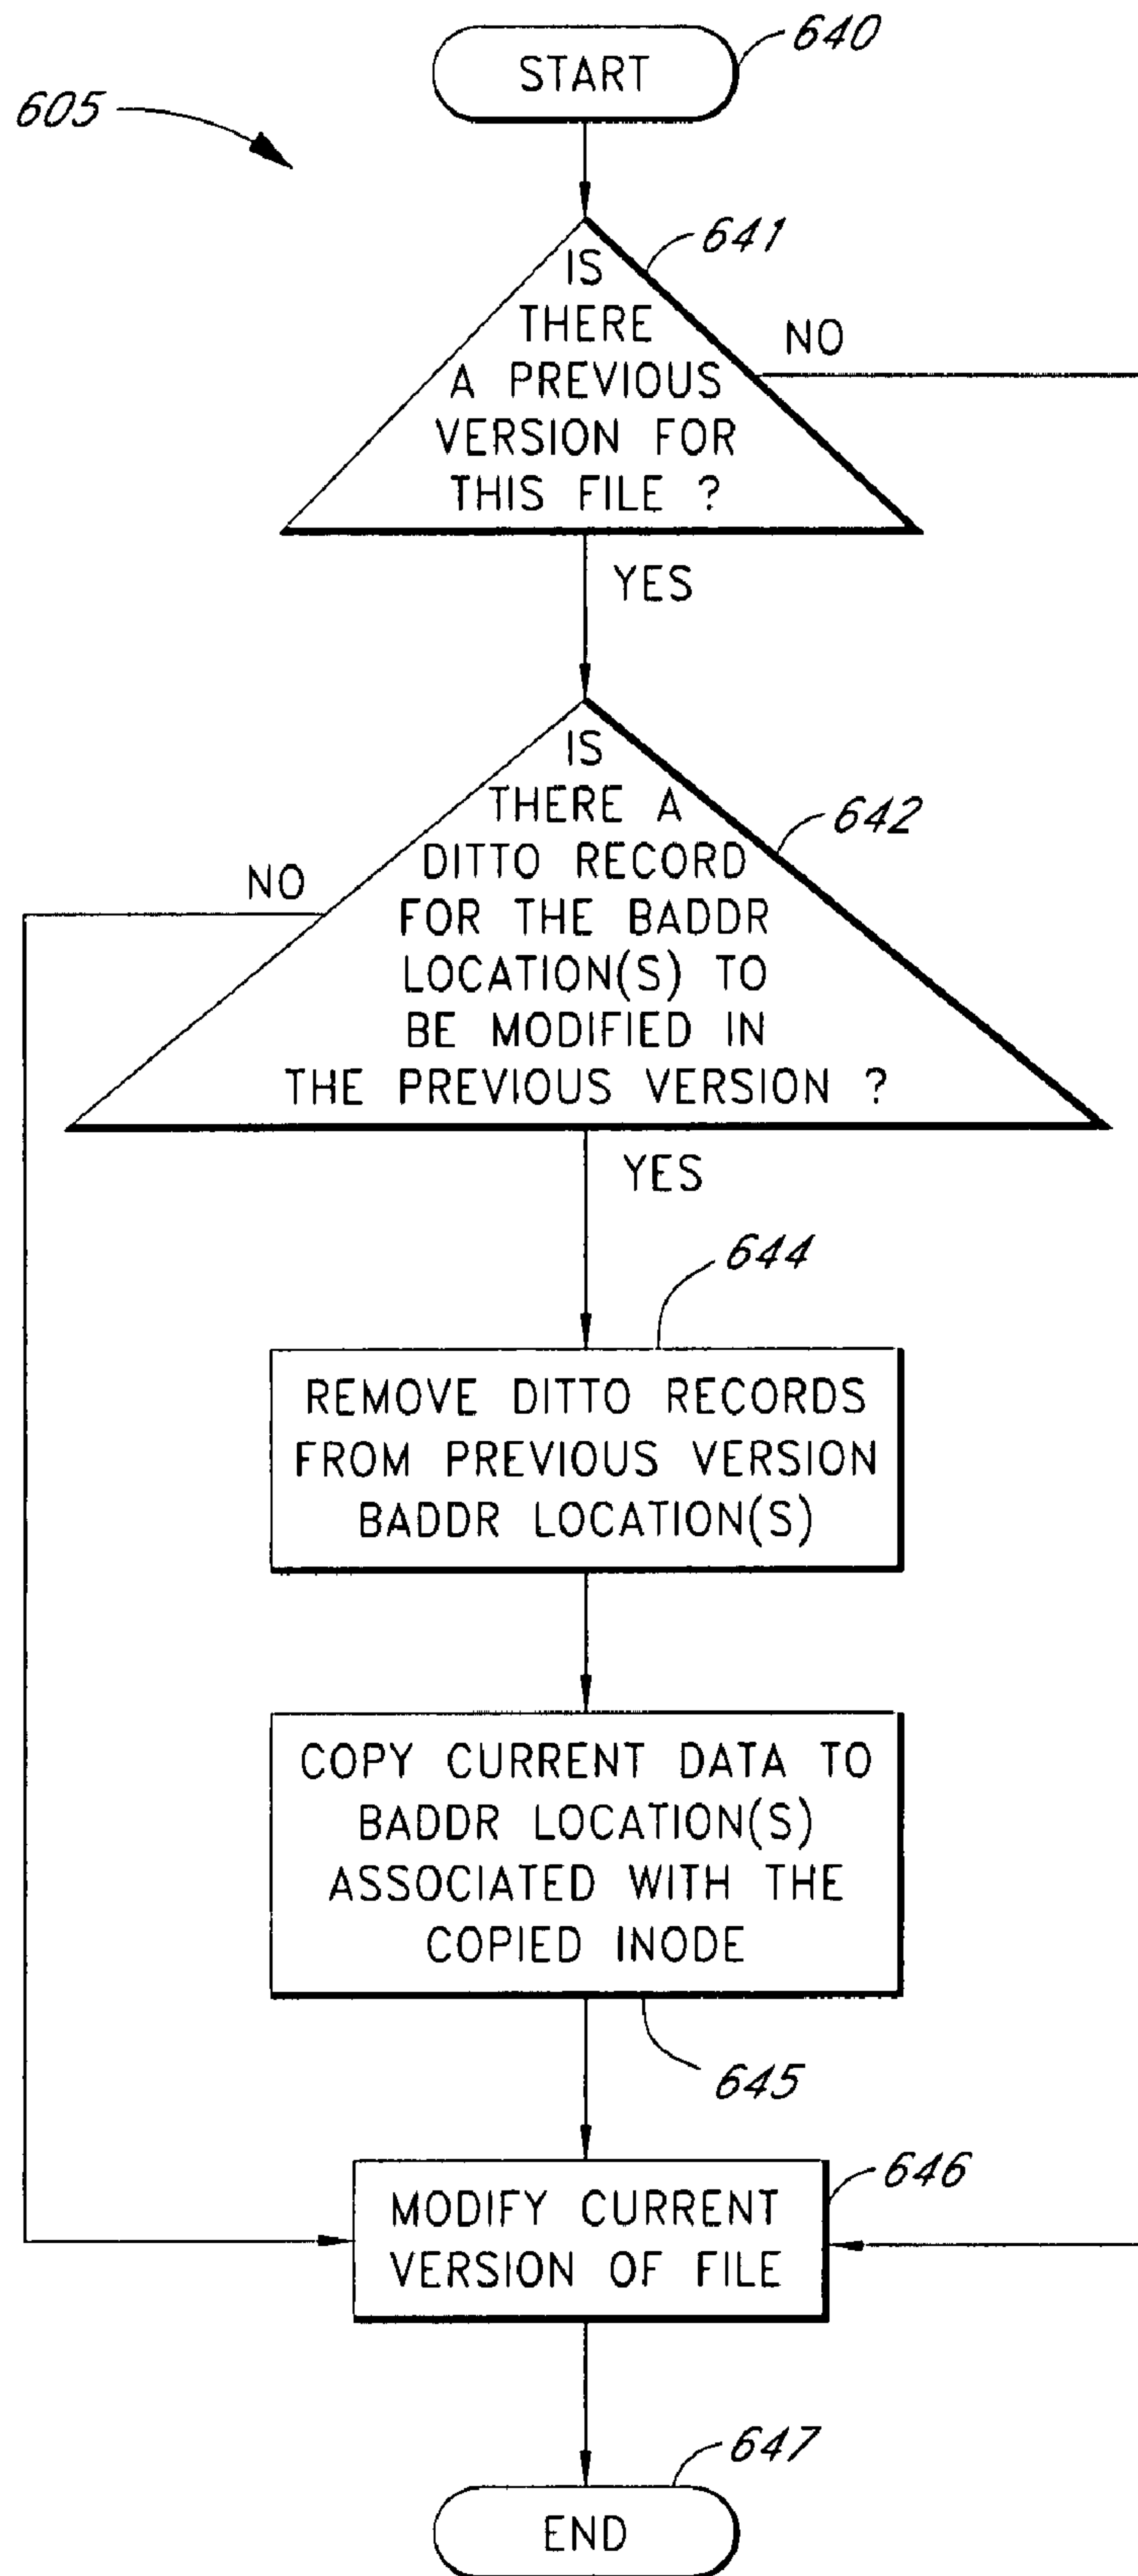 640
START
605
641
IS
THERE
A PREVIOUS
VERSION FOR
THIS FILE ?
NO
YES
IS
THERE A
DITTO RECORD
FOR THE BADDR
LOCATION(S) TO
BE MODIFIED IN
THE PREVIOUS VERSION ?
642
NO
YES
644
REMOVE DITTO RECORDS
FROM PREVIOUS VERSION
BADDR LOCATION(S)
COPY CURRENT DATA TO
BADDR LOCATION(S)
ASSOCIATED WITH THE
COPIED INODE
645
646
MODIFY CURRENT
VERSION OF FILE
647
END